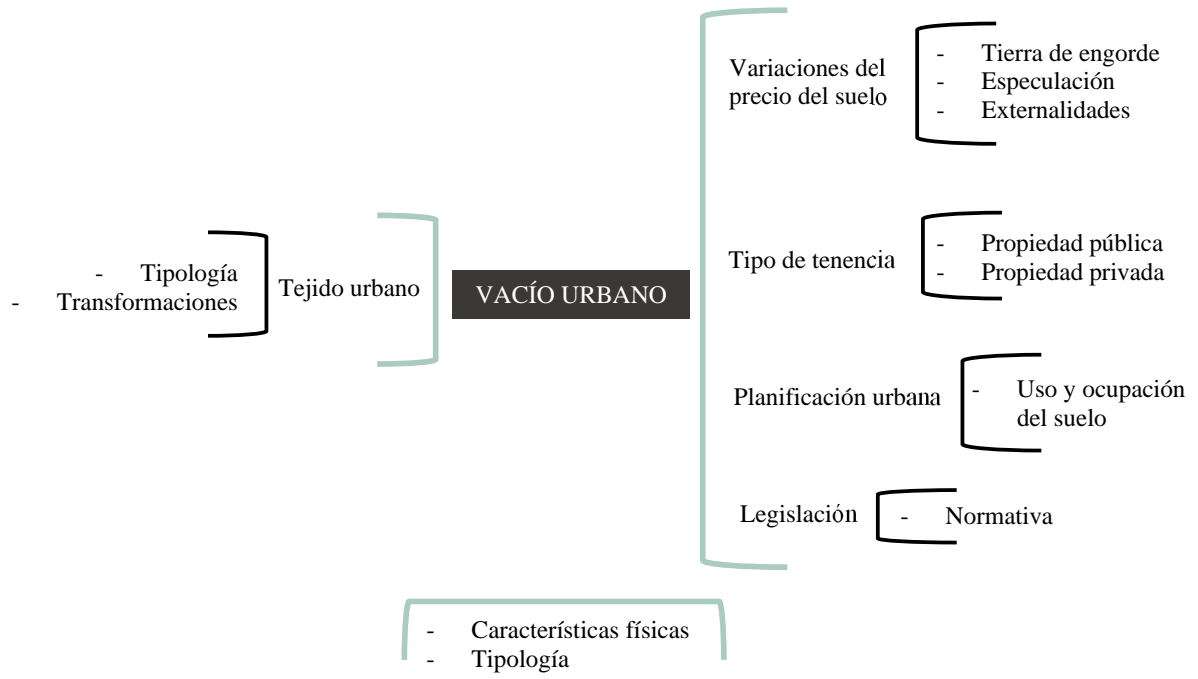 Variaciones del
precio del suelo
- Tierra de engorde
- Especulación
- Externalidades
- Tipología
- Transformaciones
Tejido urbano
VACÍO URBANO
Tipo de tenencia
- Propiedad pública
- Propiedad privada
Planificación urbana
- Uso y ocupación
del suelo
Legislación
- Normativa
- Características físicas
- Tipología